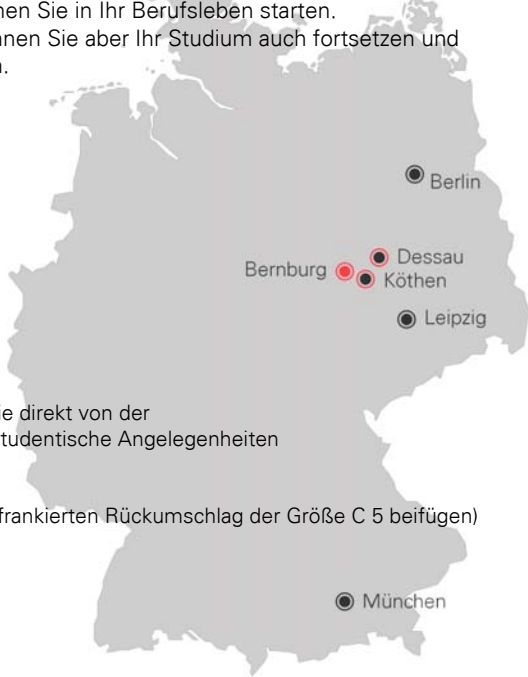 nen Sie in Ihr Berufsleben starten.
nnen Sie aber Ihr Studium auch fortsetzen und
n.
Berlin
Dessau
Bernburg
Köthen
Leipzig
ie direkt von der
tudentische Angelegenheiten
frankierten Rückumschlag der Größe C 5 beifügen)
München